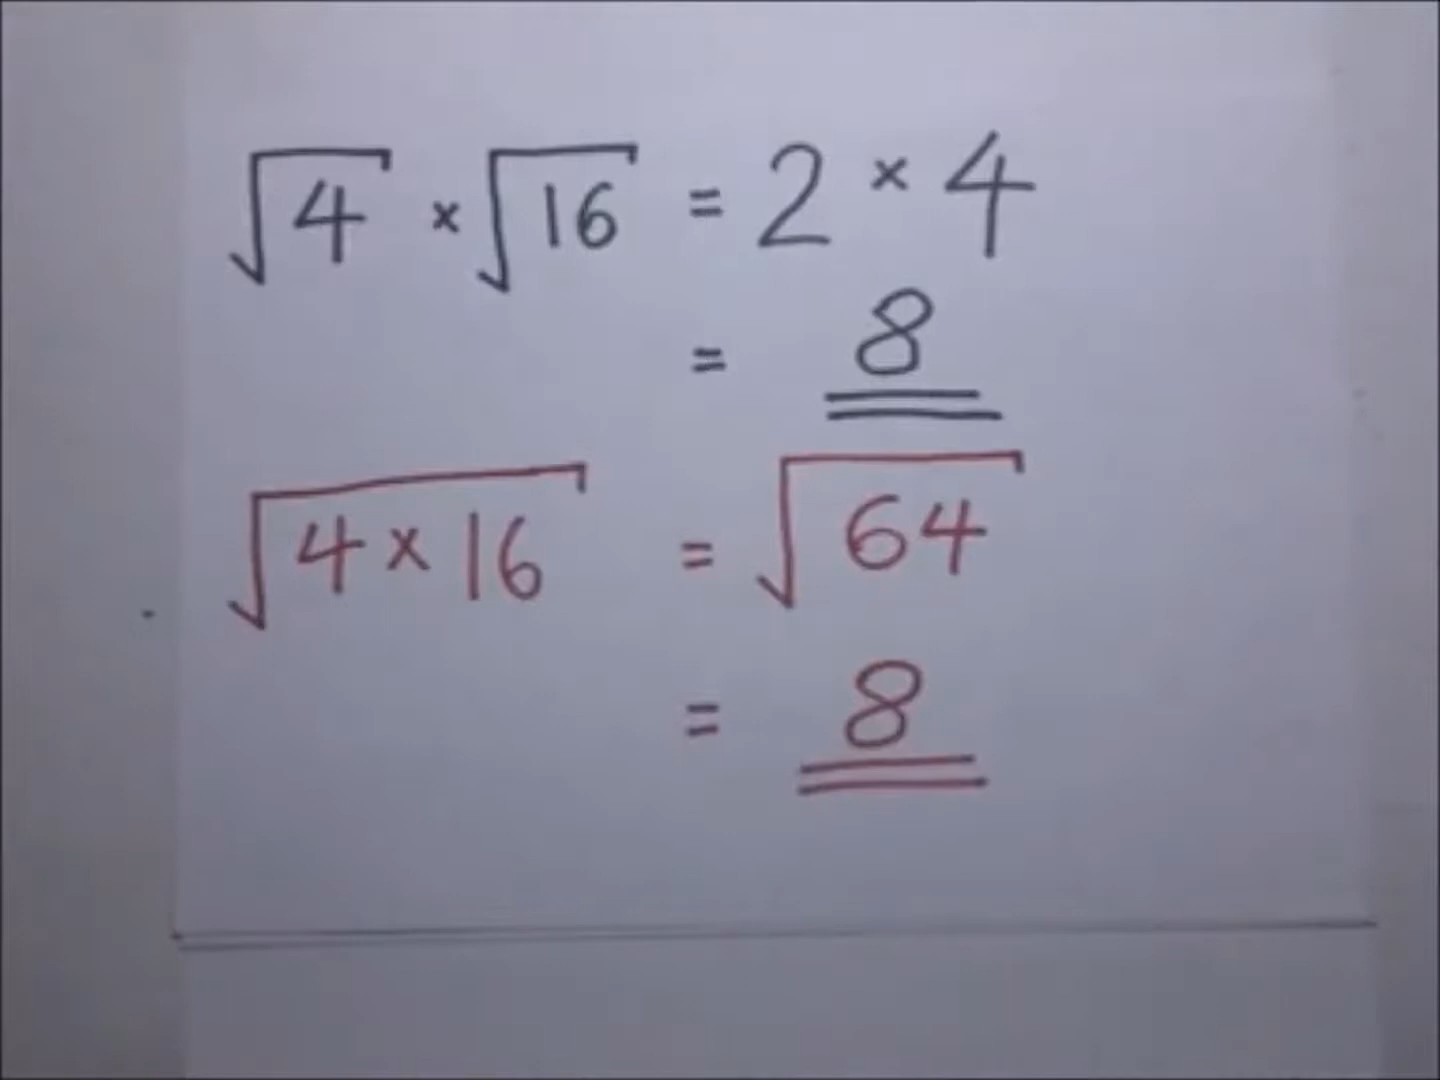 √4 × √16 = 2 × 4
= 8
√4 × 16 = √64
= 8